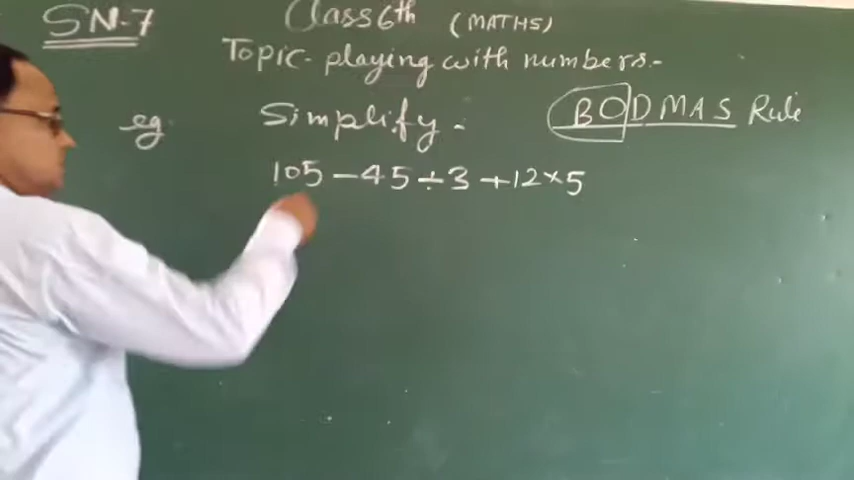 SN-7 Class 6th (MATHS)
Topic- playing with numbers.-
eg Simplify - BODMAS Rule
105 - 45 ÷ 3 + 12 × 5